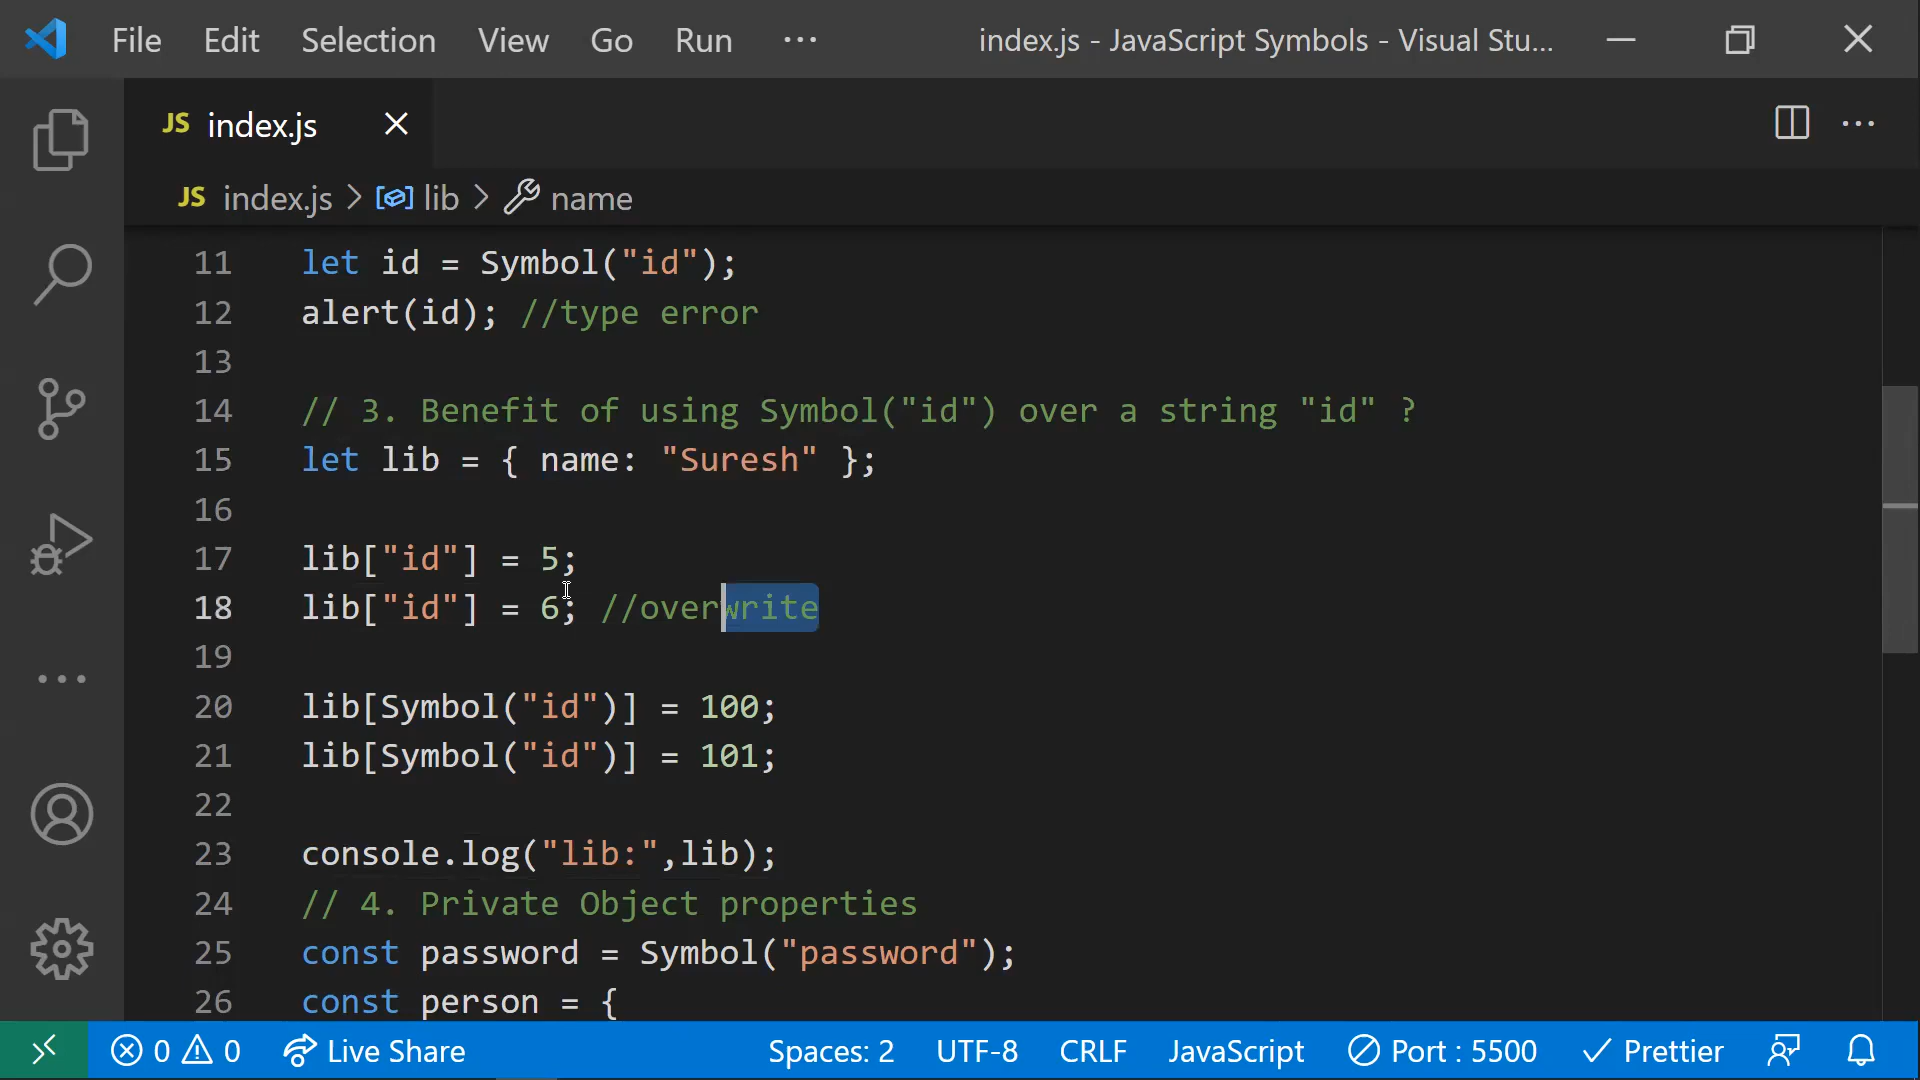 File Edit Selection View Go Run ··· index.js - JavaScript Symbols - Visual Stu...
JS index.js
JS index.js > lib > name
11 let id = Symbol("id");
12 alert(id); //type error
13
14 // 3. Benefit of using Symbol("id") over a string "id" ?
15 let lib = { name: "Suresh" };
16
17 lib["id"] = 5;
18 lib["id"] = 6; //overwrite
19
20 lib[Symbol("id")] = 100;
21 lib[Symbol("id")] = 101;
22
23 console.log("lib:",lib);
24 // 4. Private Object properties
25 const password = Symbol("password");
26 const person = {
0 0 Live Share Spaces: 2 UTF-8 CRLF JavaScript Port : 5500 Prettier